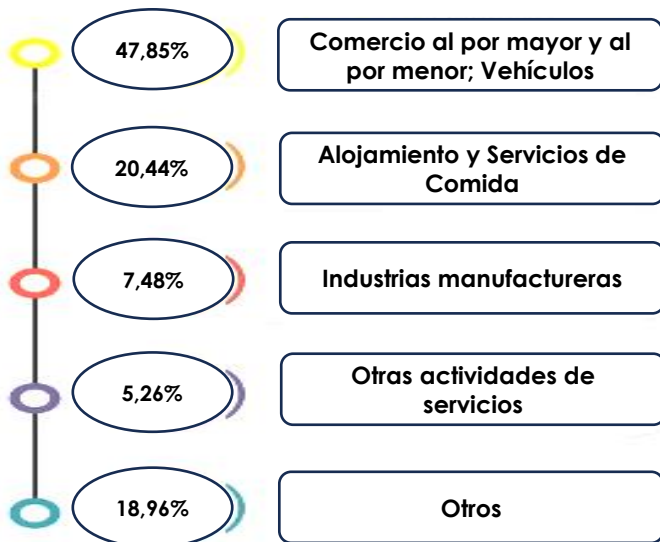 47,85%
Comercio al por mayor y al
por menor; Vehículos
20,44%
Alojamiento y Servicios de
Comida
7,48%
Industrias manufactureras
5,26%
Otras actividades de
servicios
18,96%
Otros